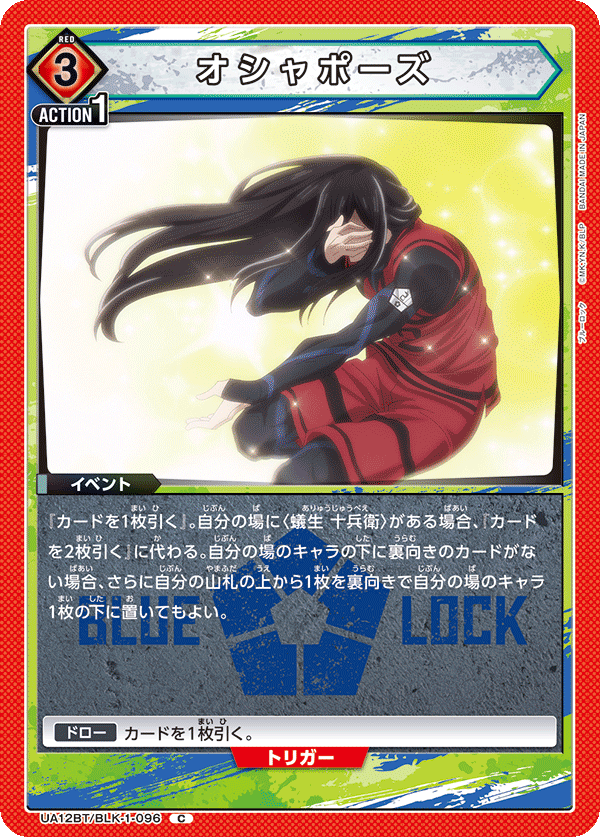 RED
3
オシャポーズ
ACTION 1
ブルーロック ©MK・YN・K/BLP BANDAI MADE IN JAPAN
2
イベント
『カードを1枚引く』。自分の場に〈蟻生 十兵衛〉がある場合、『カード
を2枚引く』に代わる。自分の場のキャラの下に裏向きのカードがな
い場合、さらに自分の山札の上から1枚を裏向きで自分の場のキャラ
1枚の下に置いてもよい。
BLUE LOCK
ドロー カードを1枚引く。
トリガー
UA12BT/BLK-1-096 C